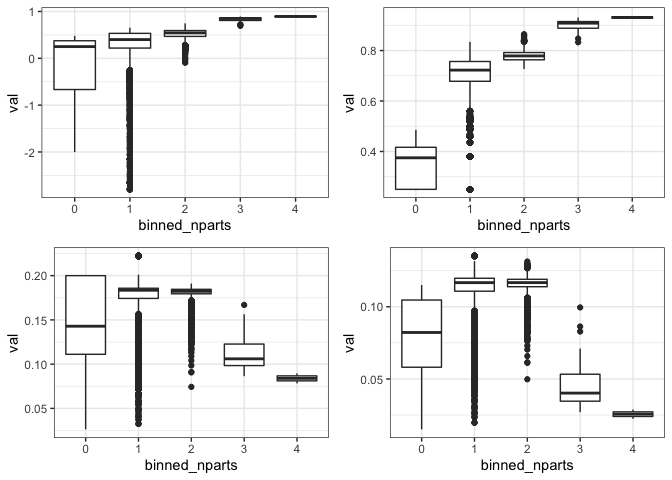 1
0
-1
-2
val
0 1 2 3 4
binned_nparts
0.8
0.6
0.4
val
0 1 2 3 4
binned_nparts
0.20
0.15
0.10
0.05
val
0 1 2 3 4
binned_nparts
0.10
0.05
val
0 1 2 3 4
binned_nparts